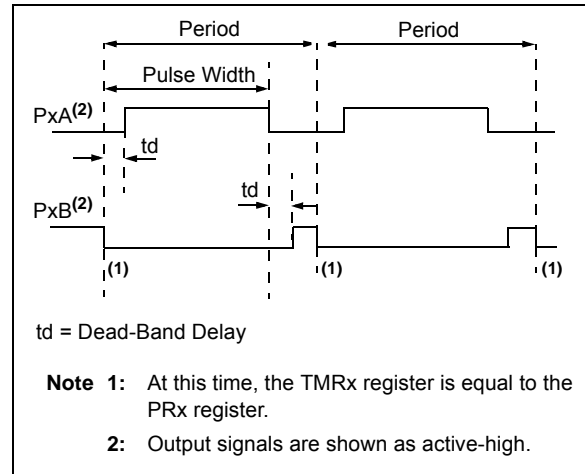 Period Period
Pulse Width
PxA(2)
td
td
PxB(2)
(1) (1) (1)
td = Dead-Band Delay
Note 1: At this time, the TMRx register is equal to the
PRx register.
2: Output signals are shown as active-high.